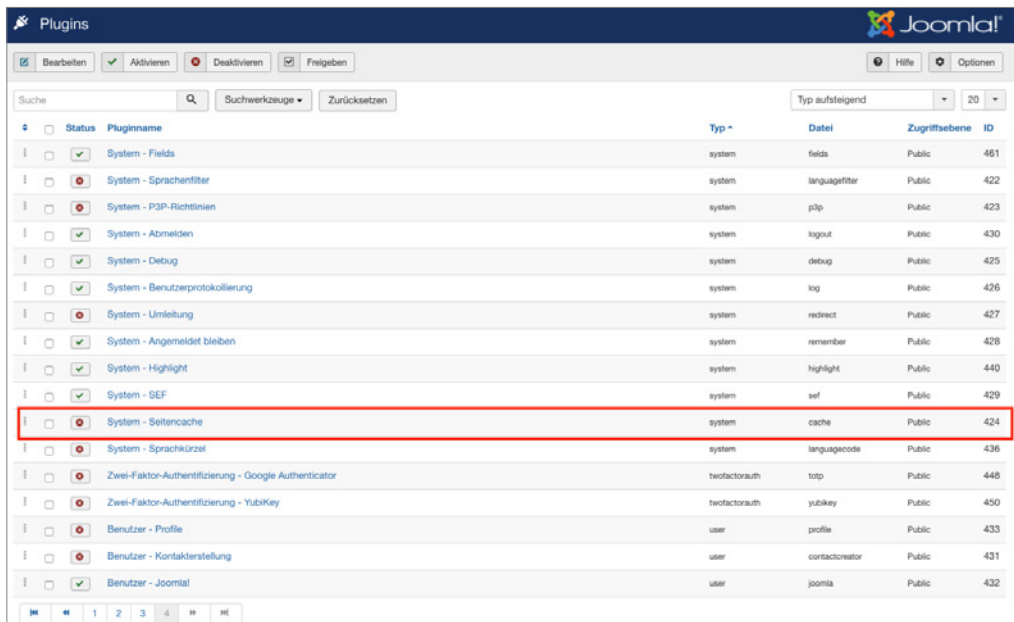 Plugins
Joomla!
Bearbeiten Aktivieren Deaktivieren Freigeben Hilfe Optionen
Suche Suchwerkzeuge Zurücksetzen Typ aufsteigend 20
Status Pluginname Typ Datei Zugriffsebene ID
System - Fields system fields Public 461
System - Sprachenfilter system languagefilter Public 422
System - P3P-Richtlinien system p3p Public 423
System - Abmelden system logout Public 430
System - Debug system debug Public 425
System - Benutzerprotokollierung system log Public 426
System - Umleitung system redirect Public 427
System - Angemeldet bleiben system remember Public 428
System - Highlight system highlight Public 440
System - SEF system sef Public 429
System - Seitencache system cache Public 424
System - Sprachkürzel system languagecode Public 436
Zwei-Faktor-Authentifizierung - Google Authenticator twofactorauth totp Public 448
Zwei-Faktor-Authentifizierung - YubiKey twofactorauth yubikey Public 450
Benutzer - Profile user profile Public 433
Benutzer - Kontakterstellung user contactcreator Public 431
Benutzer - Joomla! user joomla Public 432
1 2 3 4